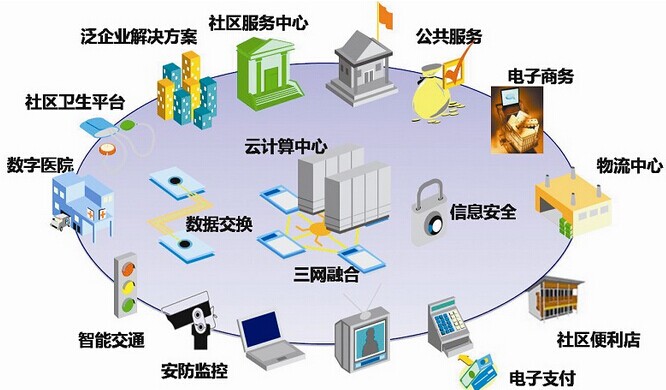 社区服务中心
泛企业解决方案
公共服务
电子商务
社区卫生平台
云计算中心
数字医院
物流中心
数据交换
信息安全
三网融合
智能交通
社区便利店
安防监控
电子支付